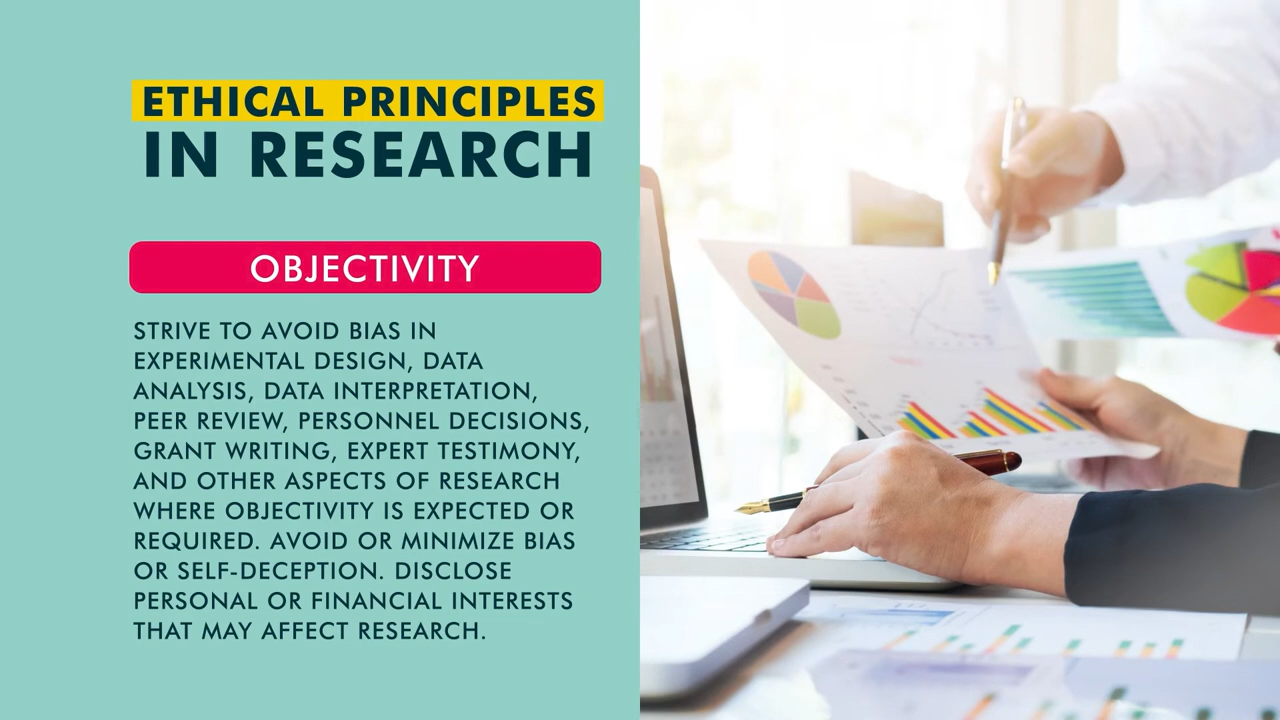 ETHICAL PRINCIPLES
IN RESEARCH
OBJECTIVITY
STRIVE TO AVOID BIAS IN
EXPERIMENTAL DESIGN, DATA
ANALYSIS, DATA INTERPRETATION,
PEER REVIEW, PERSONNEL DECISIONS,
GRANT WRITING, EXPERT TESTIMONY,
AND OTHER ASPECTS OF RESEARCH
WHERE OBJECTIVITY IS EXPECTED OR
REQUIRED. AVOID OR MINIMIZE BIAS
OR SELF-DECEPTION. DISCLOSE
PERSONAL OR FINANCIAL INTERESTS
THAT MAY AFFECT RESEARCH.